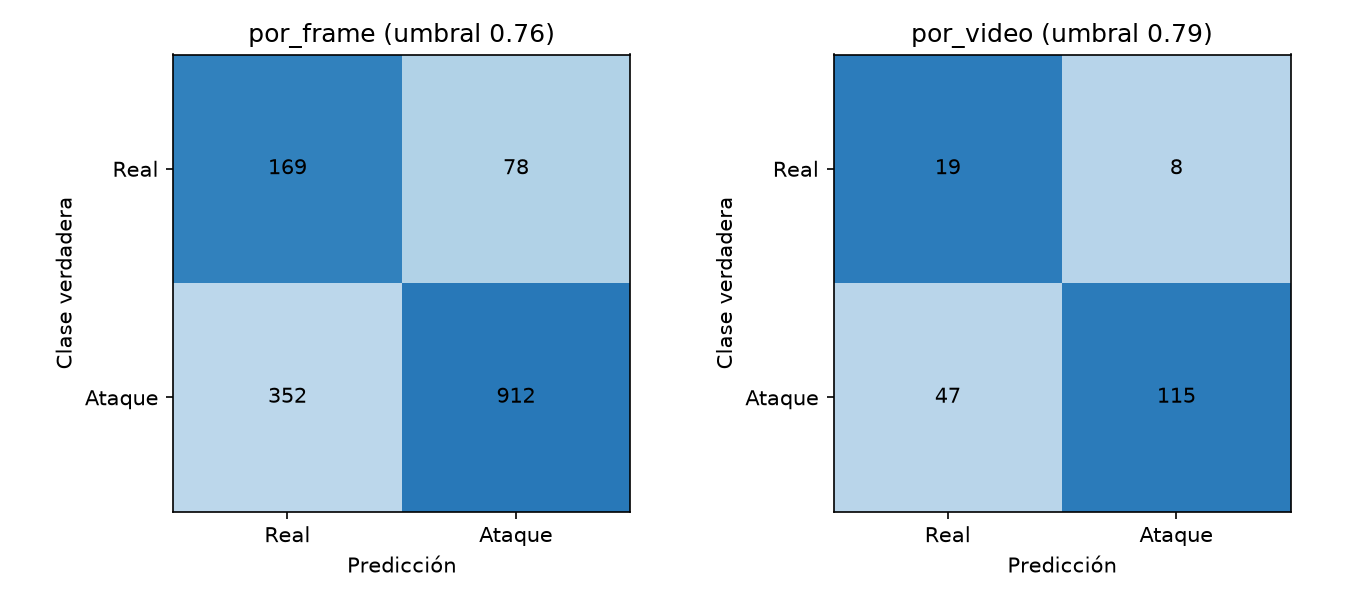 por_frame (umbral 0.76)
Clase verdadera
Real
169
78
Ataque
352
912
Real
Ataque
Predicción
por_video (umbral 0.79)
Clase verdadera
Real
19
8
Ataque
47
115
Real
Ataque
Predicción